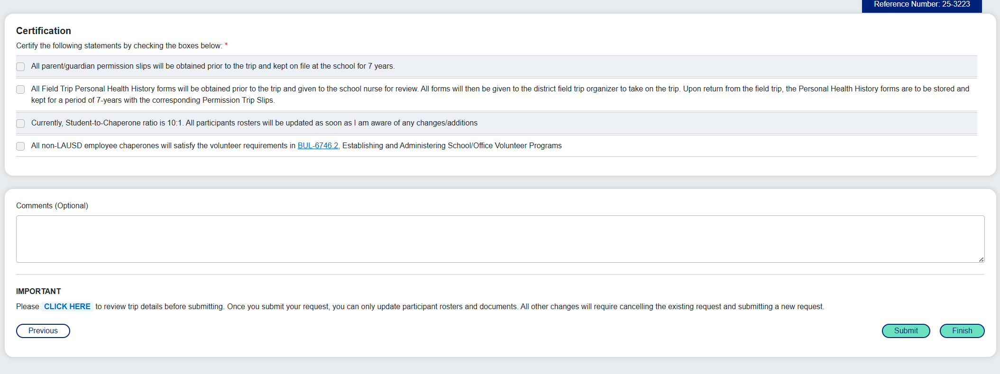 Reference Number: 25-3223
Certification
Certify the following statements by checking the boxes below: *
All parent/guardian permission slips will be obtained prior to the trip and kept on file at the school for 7 years.
All Field Trip Personal Health History forms will be obtained prior to the trip and given to the school nurse for review. All forms will then be given to the district field trip organizer to take on the trip. Upon return from the field trip, the Personal Health History forms are to be stored and
kept for a period of 7-years with the corresponding Permission Trip Slips.
Currently, Student-to-Chaperone ratio is 10:1. All participants rosters will be updated as soon as I am aware of any changes/additions
All non-LAUSD employee chaperones will satisfy the volunteer requirements in BUL-6746.2, Establishing and Administering School/Office Volunteer Programs
Comments (Optional)
IMPORTANT
Please CLICK HERE to review trip details before submitting. Once you submit your request, you can only update participant rosters and documents. All other changes will require cancelling the existing request and submitting a new request.
Previous
Submit
Finish